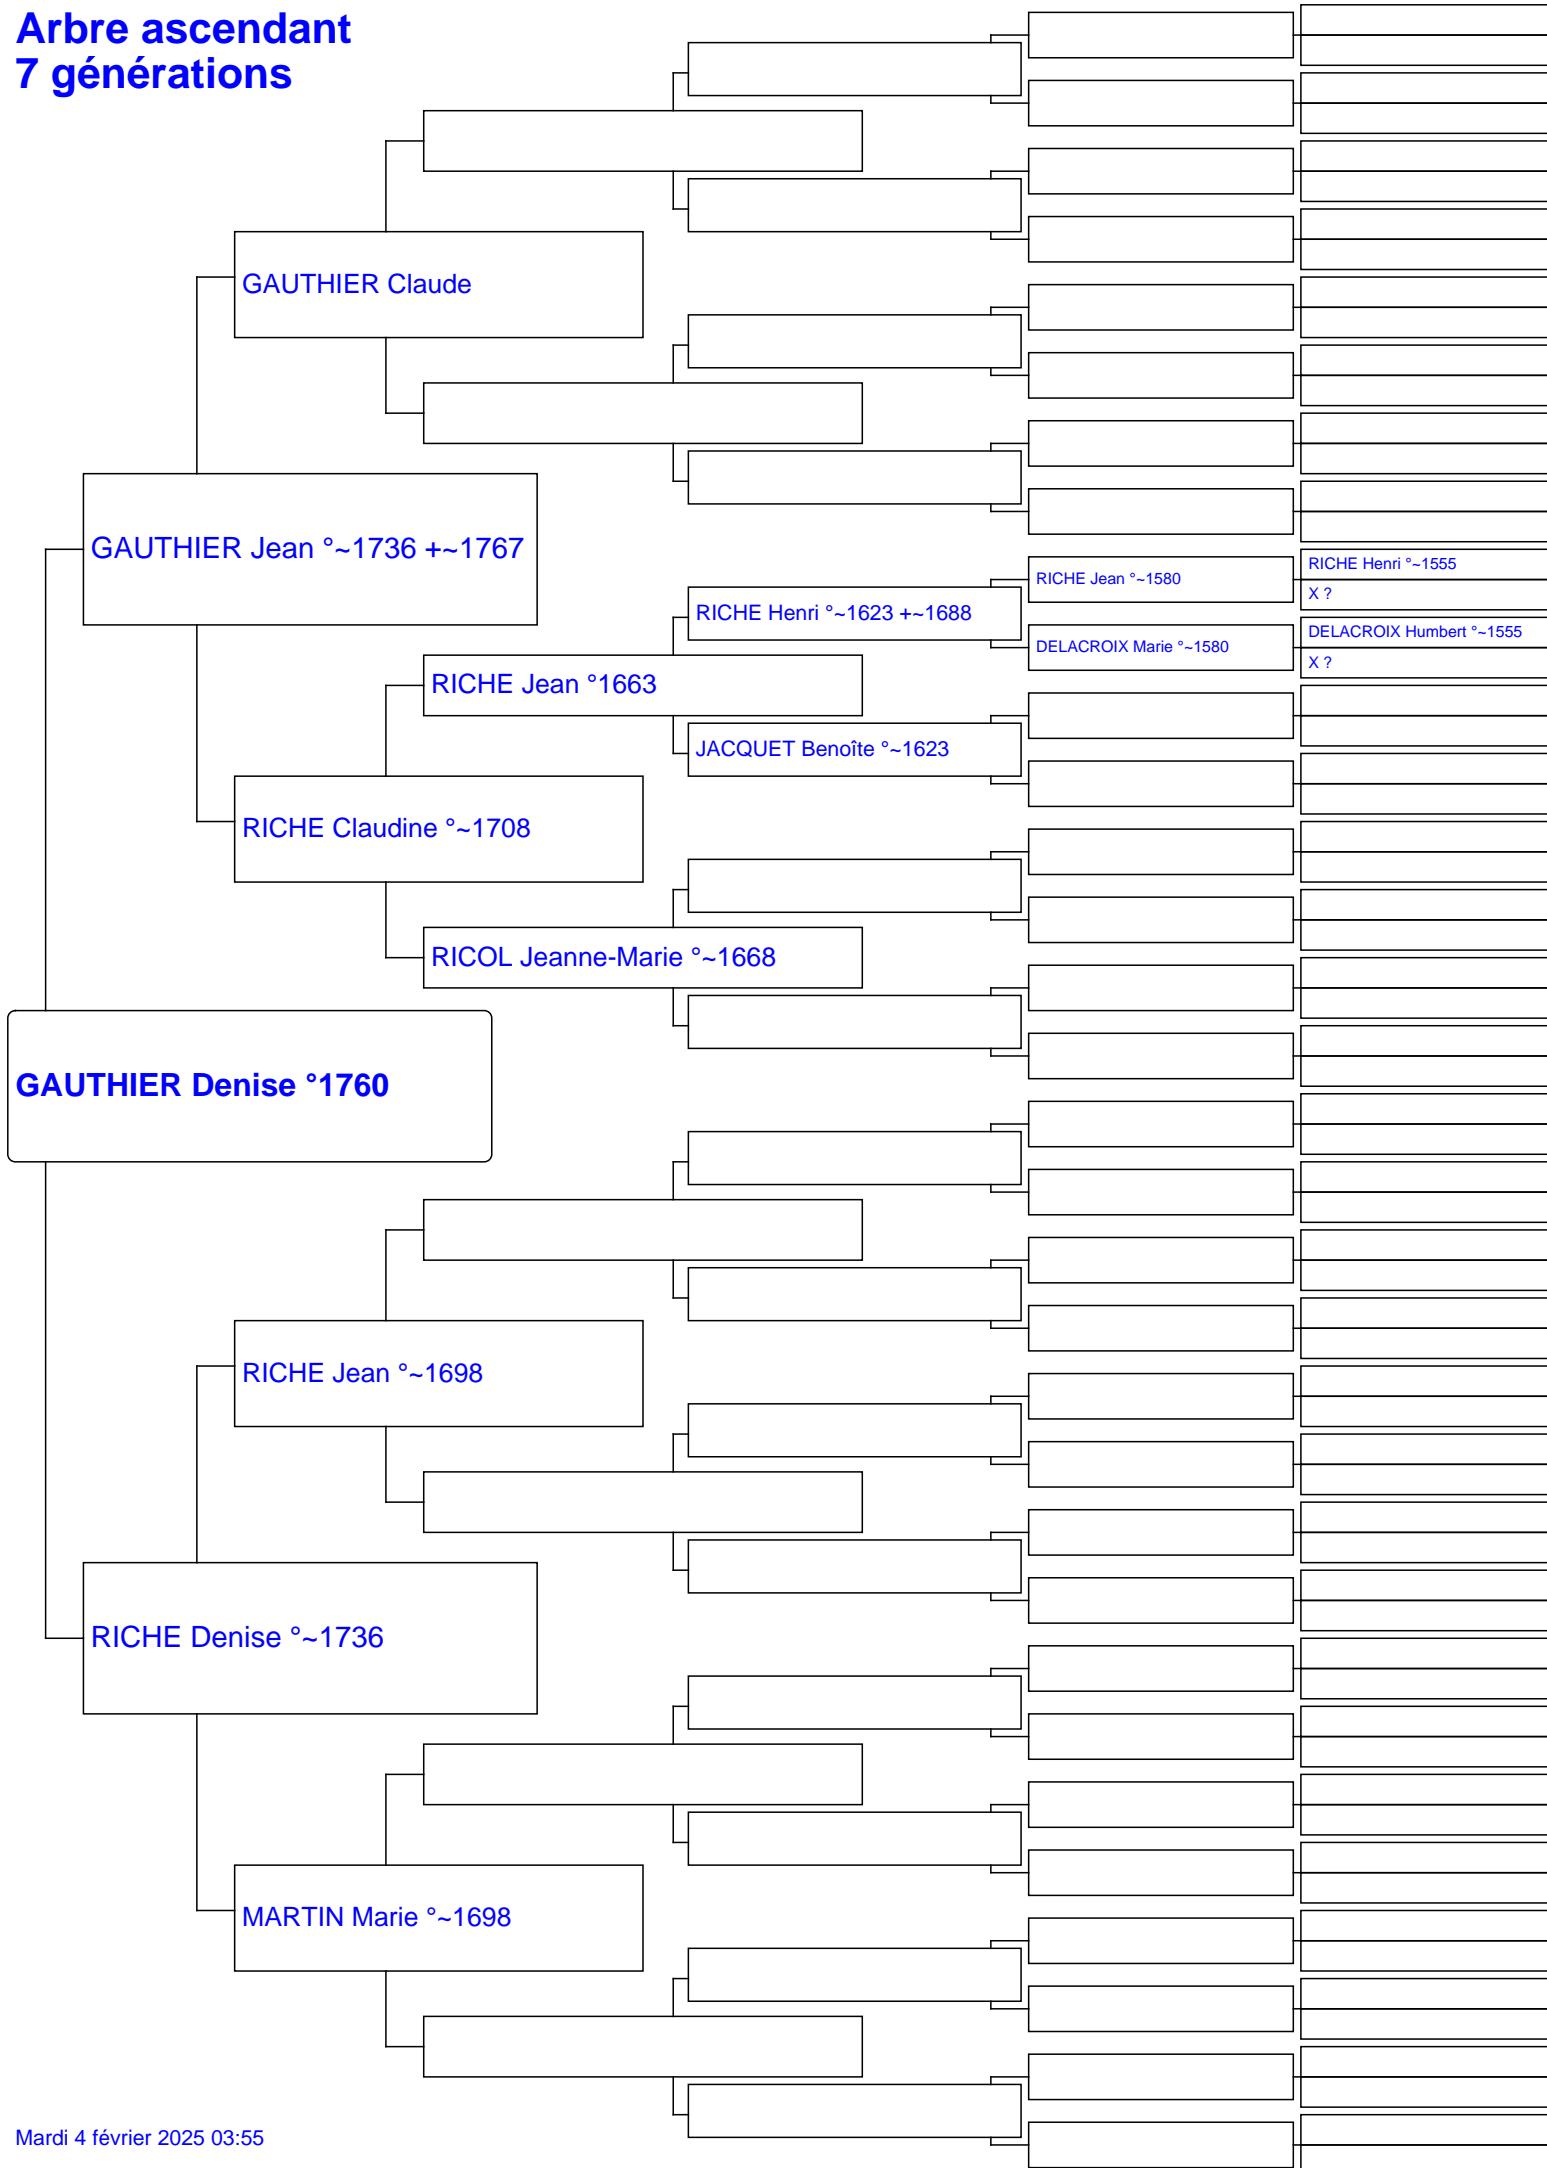 Arbre ascendant
7 générations
GAUTHIER Claude
GAUTHIER Jean °~1736 +~1767
RICHE Henri °~1555
RICHE Jean °~1580
X ?
RICHE Henri °~1623 +~1688
DELACROIX Humbert °~1555
DELACROIX Marie °~1580
X ?
RICHE Jean °1663
JACQUET Benoîte °~1623
RICHE Claudine °~1708
RICOL Jeanne-Marie °~1668
GAUTHIER Denise °1760
RICHE Jean °~1698
RICHE Denise °~1736
MARTIN Marie °~1698
Mardi 4 février 2025 03:55